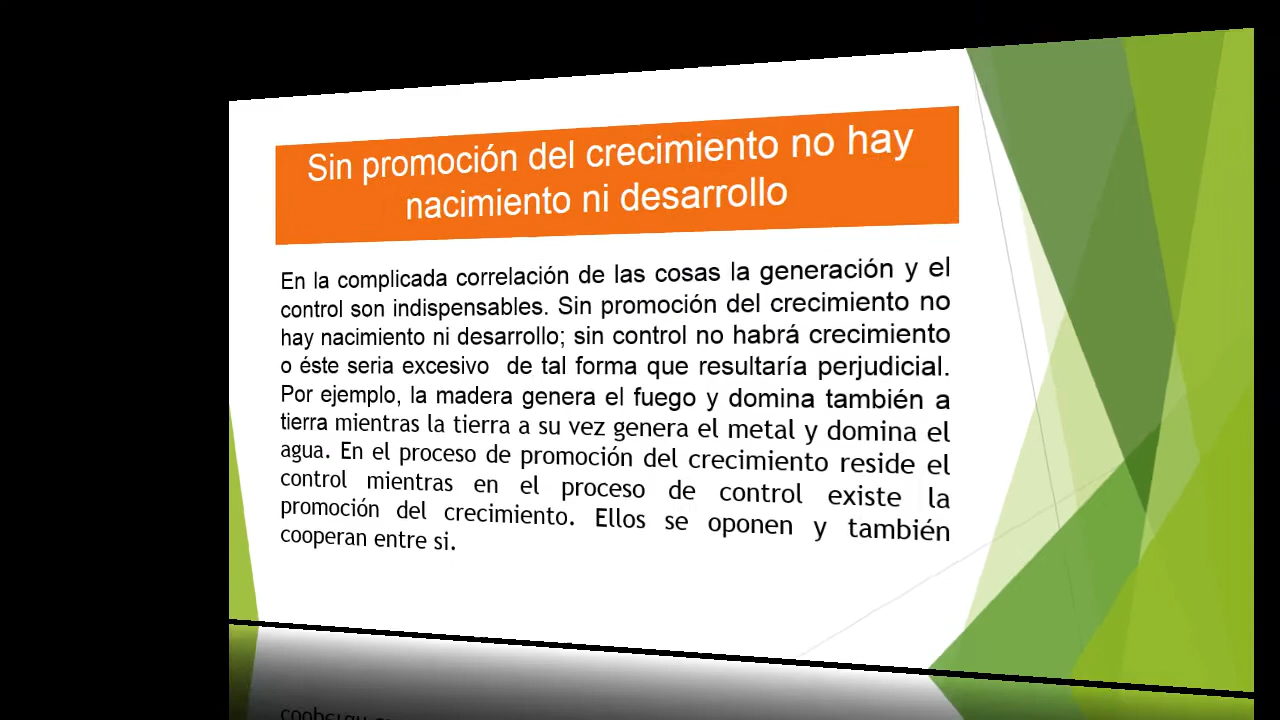 Sin promoción del crecimiento no hay
nacimiento ni desarrollo
En la complicada correlación de las cosas la generación y el
control son indispensables. Sin promoción del crecimiento no
hay nacimiento ni desarrollo; sin control no habrá crecimiento
o éste seria excesivo de tal forma que resultaría perjudicial.
Por ejemplo, la madera genera el fuego y domina también a
tierra mientras la tierra a su vez genera el metal y domina el
agua. En el proceso de promoción del crecimiento reside el
control mientras en el proceso de control existe la
promoción del crecimiento. Ellos se oponen y también
cooperan entre si.